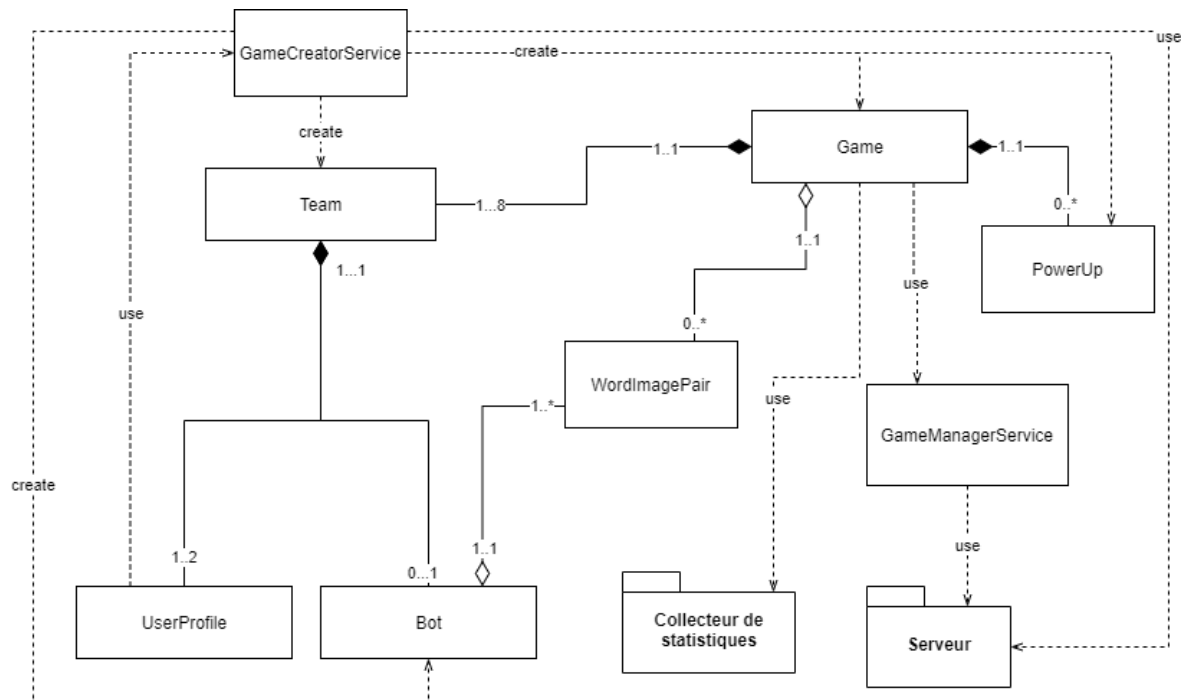 GameCreatorService
use
create
create
Game
1..1
1..1
Team
1...8
1..1
0..*
1...1
PowerUp
use
use
0..*
WordImagePair
1..*
use
GameManagerService
create
1..2
0...1
1..1
use
UserProfile
Bot
Collecteur de
statistiques
Serveur